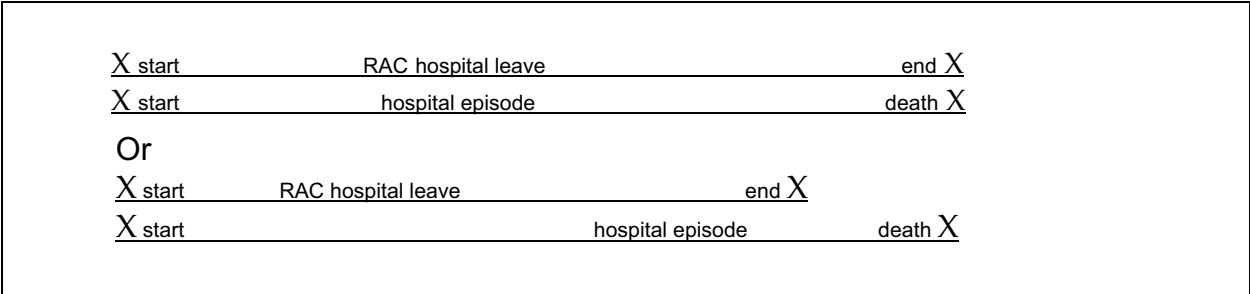 X start RAC hospital leave end X
X start hospital episode death X
Or
X start RAC hospital leave end X
X start hospital episode death X